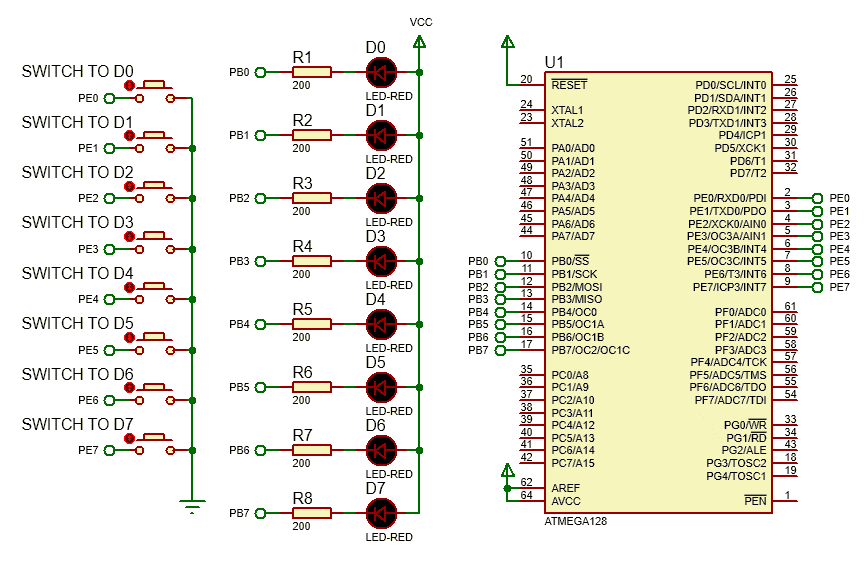 SWITCH TO D0
PE0
SWITCH TO D1
PE1
SWITCH TO D2
PE2
SWITCH TO D3
PE3
SWITCH TO D4
PE4
SWITCH TO D5
PE5
SWITCH TO D6
PE6
SWITCH TO D7
PE7
VCC
R1
D0
PB0
200
LED-RED
R2
D1
PB1
200
LED-RED
R3
D2
PB2
200
LED-RED
R4
D3
PB3
200
LED-RED
R5
D4
PB4
200
LED-RED
R6
D5
PB5
200
LED-RED
R7
D6
PB6
200
LED-RED
R8
D7
PB7
200
LED-RED
U1
20 RESET
24 XTAL1
23 XTAL2
51 PA0/AD0
50 PA1/AD1
49 PA2/AD2
48 PA3/AD3
47 PA4/AD4
46 PA5/AD5
45 PA6/AD6
44 PA7/AD7
PB0 10 PB0/SS
PB1 11 PB1/SCK
PB2 12 PB2/MOSI
PB3 13 PB3/MISO
PB4 14 PB4/OC0
PB5 15 PB5/OC1A
PB6 16 PB6/OC1B
PB7 17 PB7/OC2/OC1C
35 PC0/A8
36 PC1/A9
37 PC2/A10
38 PC3/A11
39 PC4/A12
40 PC5/A13
41 PC6/A14
42 PC7/A15
62 AREF
64 AVCC
PD0/SCL/INT0 25
PD1/SDA/INT1 26
PD2/RXD1/INT2 27
PD3/TXD1/INT3 28
PD4/ICP1 29
PD5/XCK1 30
PD6/T1 31
PD7/T2 32
PE0/RXD0/PDI 2 PE0
PE1/TXD0/PDO 3 PE1
PE2/XCK0/AIN0 4 PE2
PE3/OC3A/AIN1 5 PE3
PE4/OC3B/INT4 6 PE4
PE5/OC3C/INT5 7 PE5
PE6/T3/INT6 8 PE6
PE7/ICP3/INT7 9 PE7
PF0/ADC0 61
PF1/ADC1 60
PF2/ADC2 59
PF3/ADC3 58
PF4/ADC4/TCK 57
PF5/ADC5/TMS 56
PF6/ADC6/TDO 55
PF7/ADC7/TDI 54
PG0/WR 33
PG1/RD 34
PG2/ALE 43
PG3/TOSC2 18
PG4/TOSC1 19
PEN 1
ATMEGA128